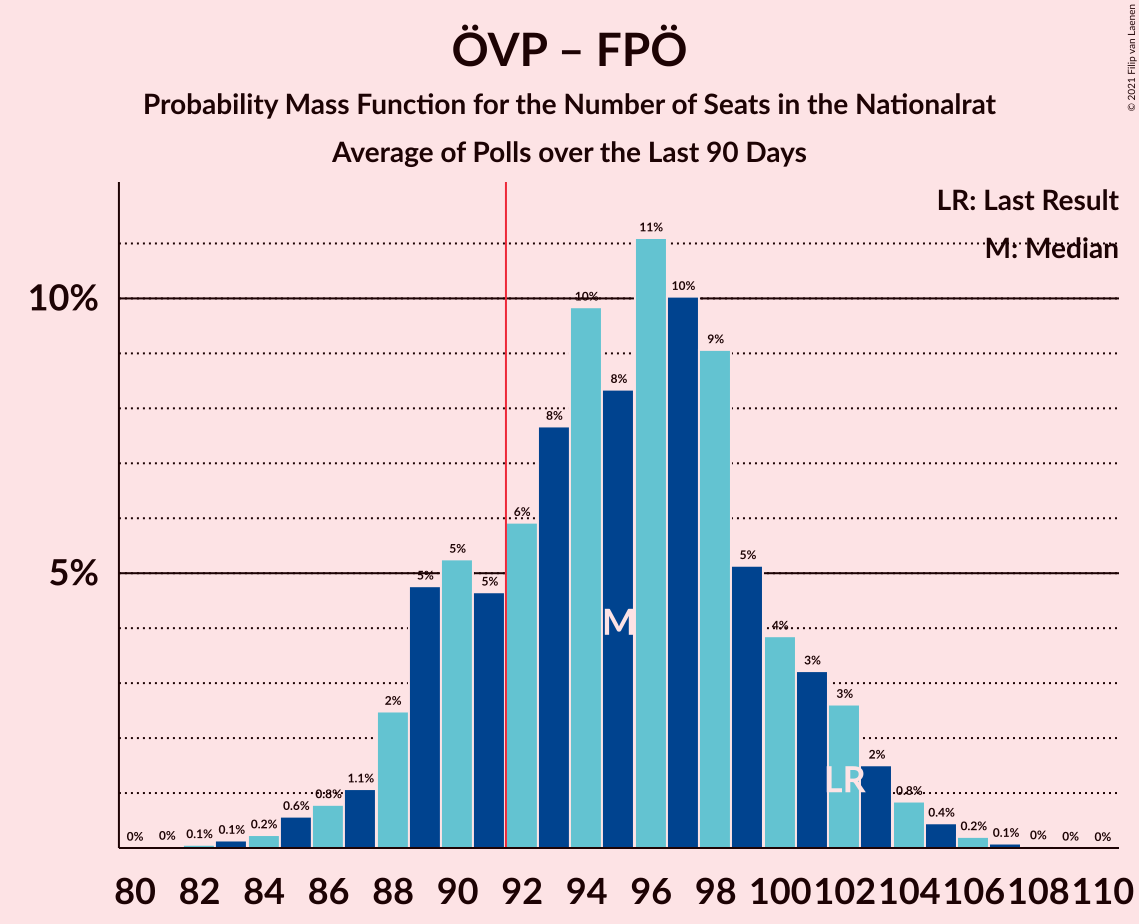 ÖVP – FPÖ
Probability Mass Function for the Number of Seats in the Nationalrat
Average of Polls over the Last 90 Days
© 2021 Filip van Laenen
LR: Last Result
M: Median
10%
5%
0% 0% 0.1% 0.1% 0.2% 0.6% 0.8% 1.1% 2% 5% 5% 5% 6% 8% 10% 8% 11% 10% 9% 5% 4% 3% 3% 2% 0.8% 0.4% 0.2% 0.1% 0% 0% 0%
M
LR
80 82 84 86 88 90 92 94 96 98 100 102 104 106 108 110